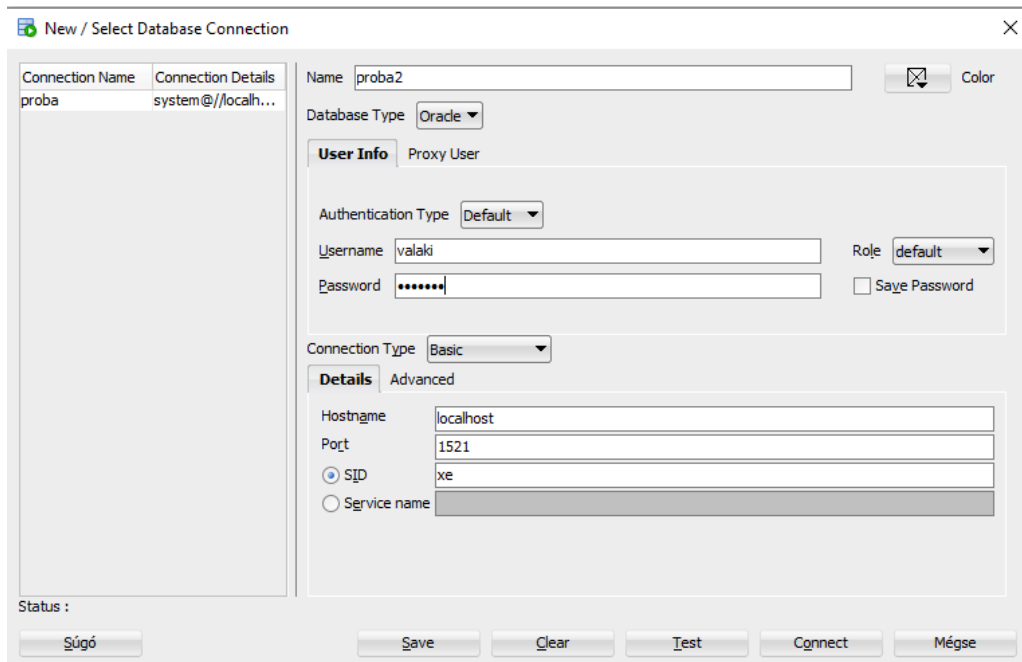 New / Select Database Connection
Connection Name Connection Details
proba system@//localh...
Name proba2 Color
Database Type Oracle
User Info Proxy User
Authentication Type Default
Username valaki Role default
Password ••••••• Save Password
Connection Type Basic
Details Advanced
Hostname localhost
Port 1521
SID xe
Service name
Status :
Súgó Save Clear Test Connect Mégse